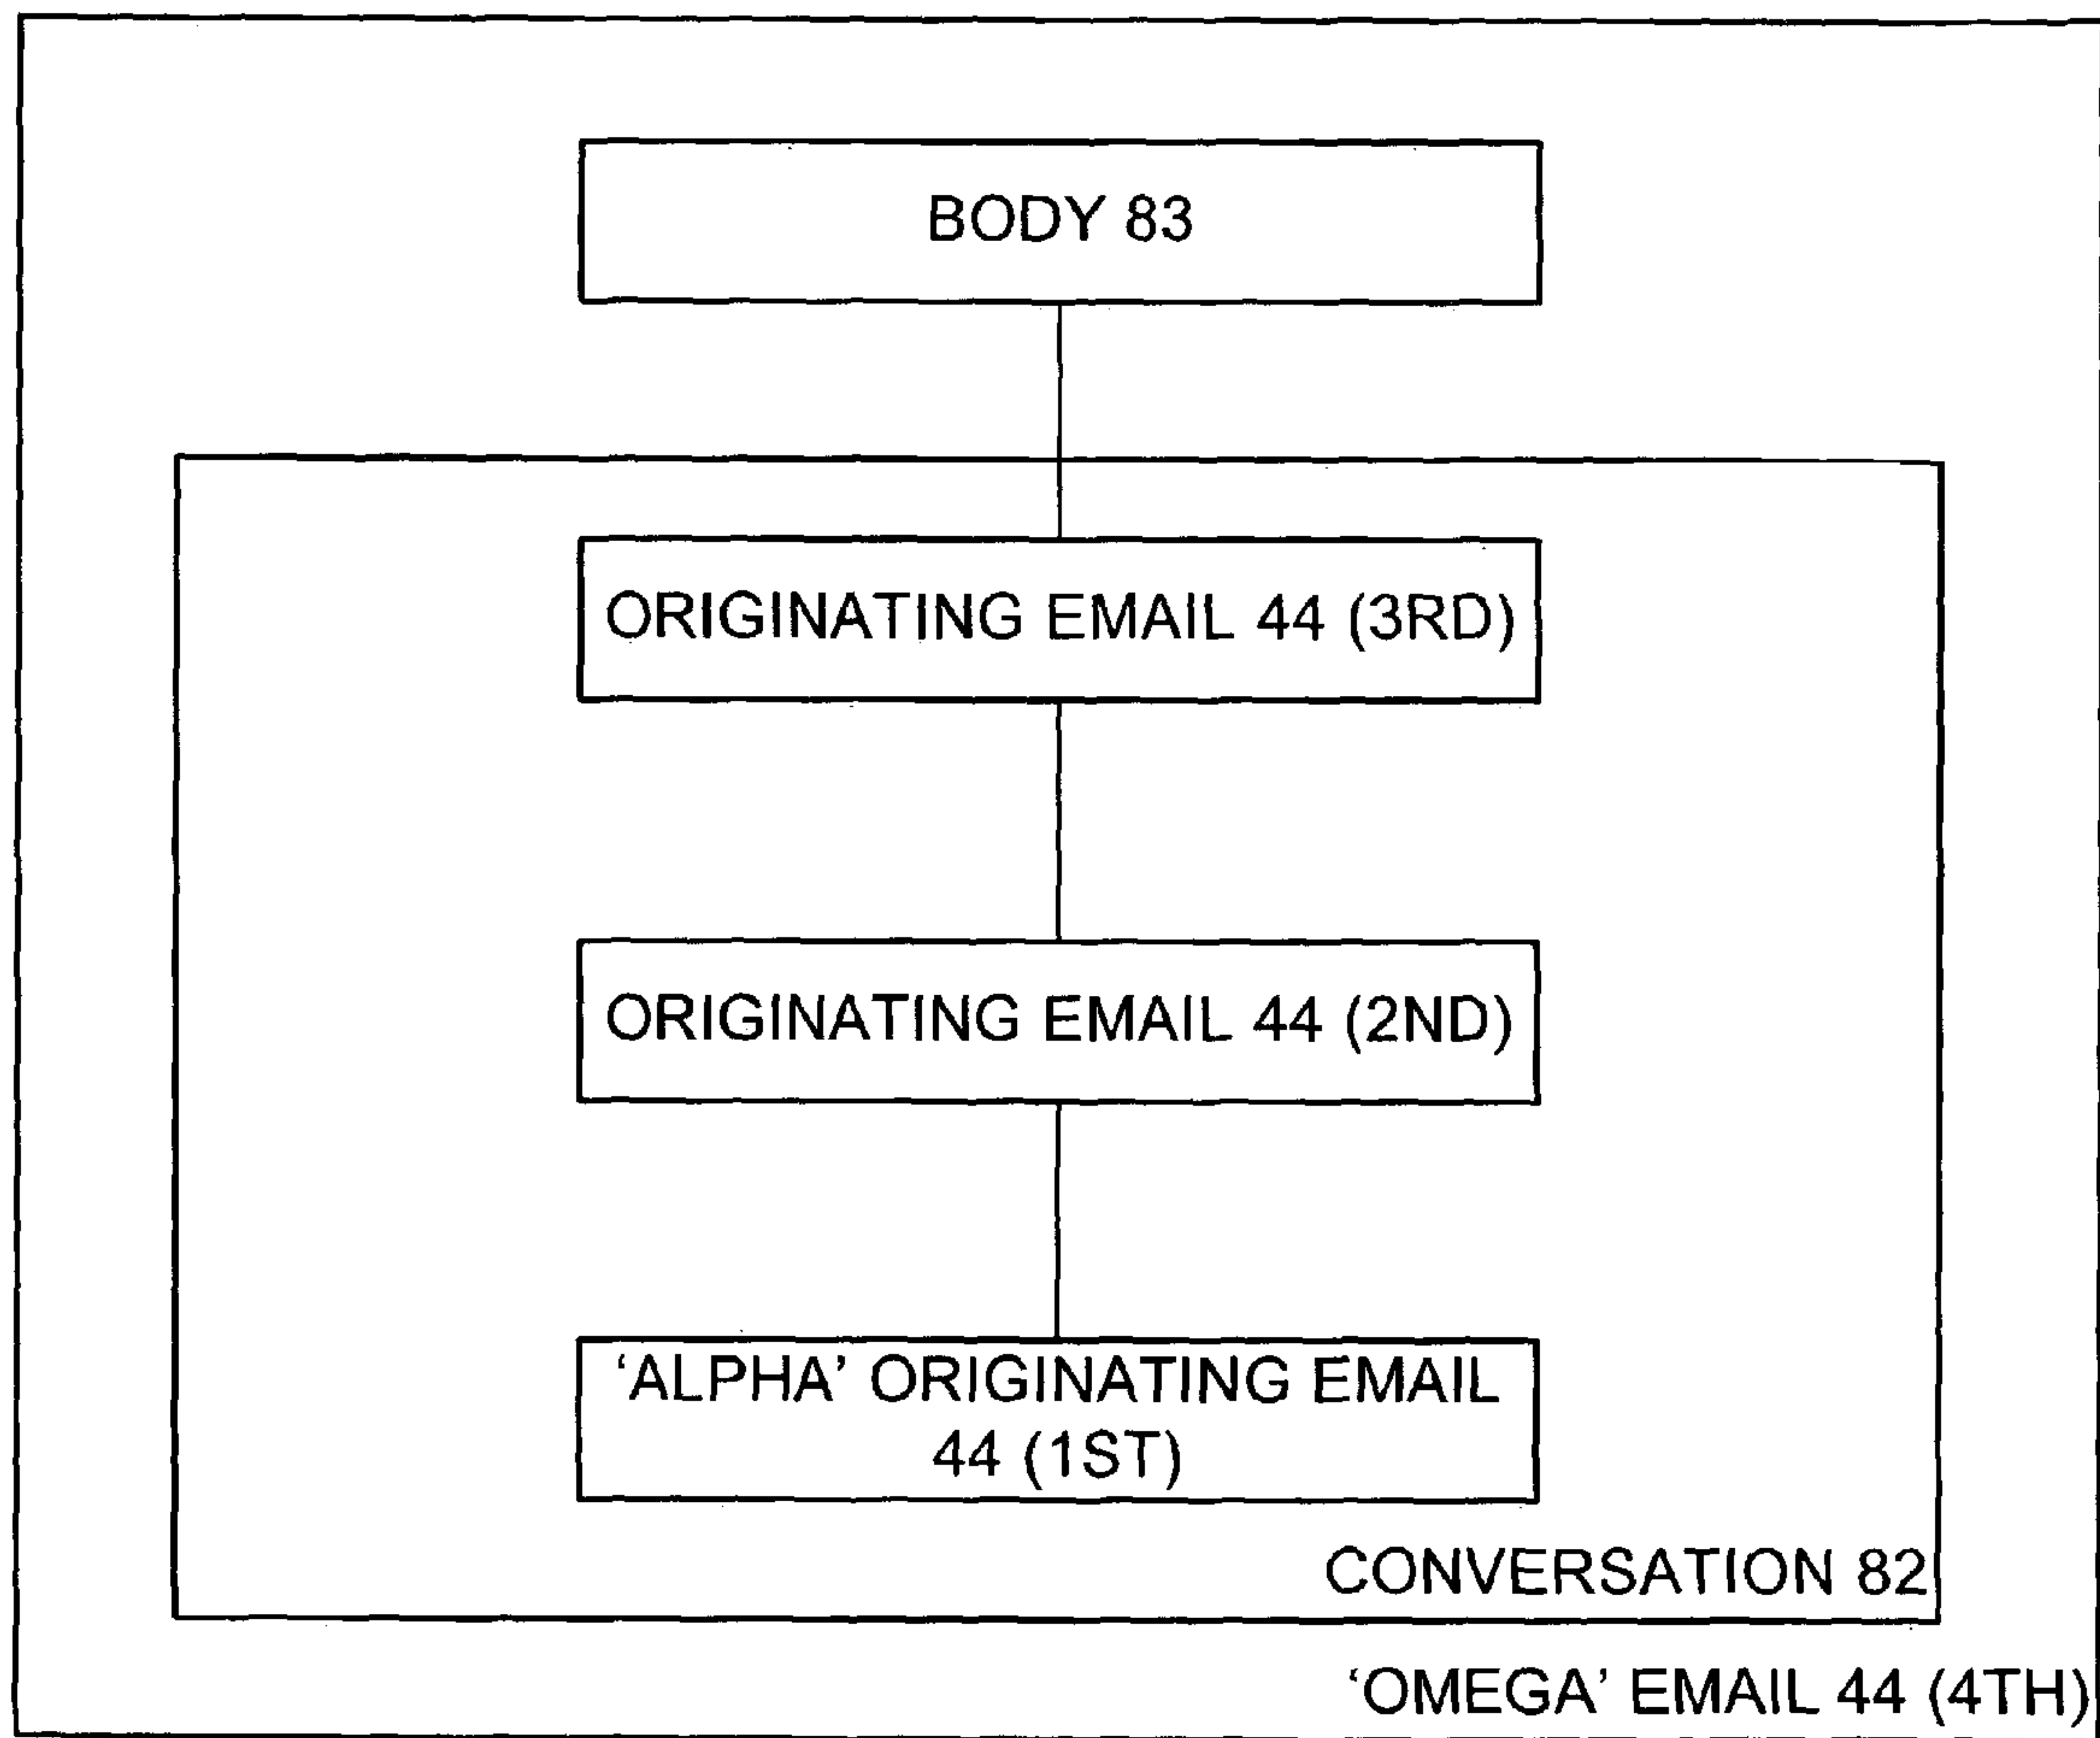 BODY 83
ORIGINATING EMAIL 44 (3RD)
ORIGINATING EMAIL 44 (2ND)
‘ALPHA’ ORIGINATING EMAIL
44 (1ST)
CONVERSATION 82
‘OMEGA’ EMAIL 44 (4TH)